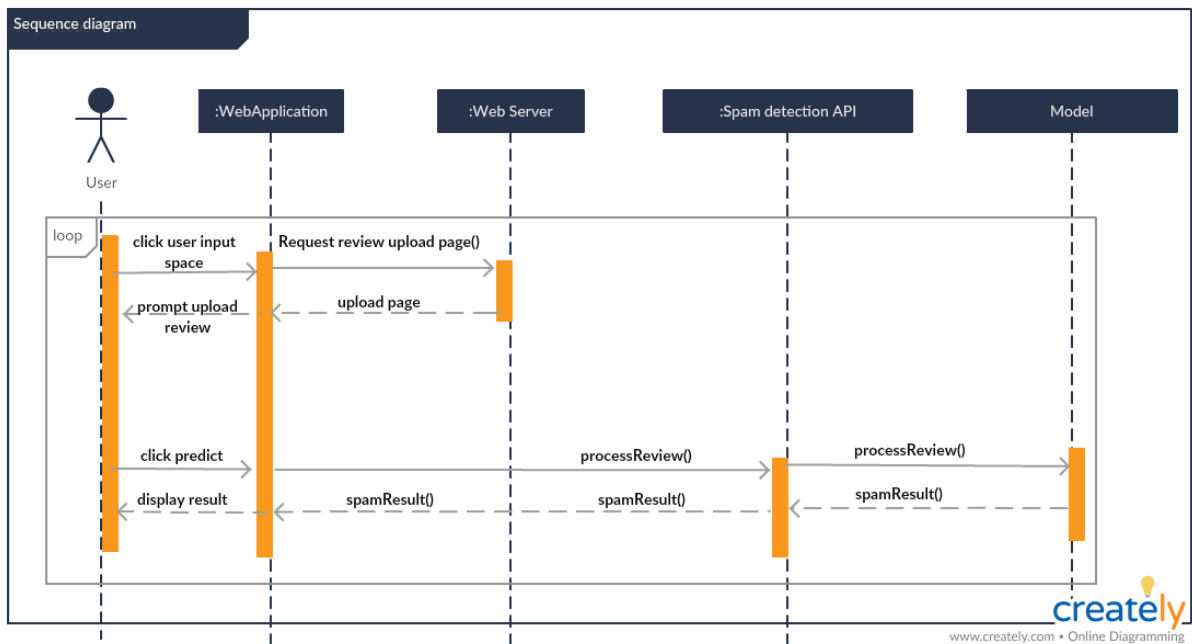 Sequence diagram
:WebApplication
:Web Server
:Spam detection API
Model
User
loop
click user input
space
Request review upload page()
prompt upload
review
upload page
click predict
processReview()
processReview()
display result
spamResult()
spamResult()
spamResult()
creately
www.creately.com • Online Diagramming